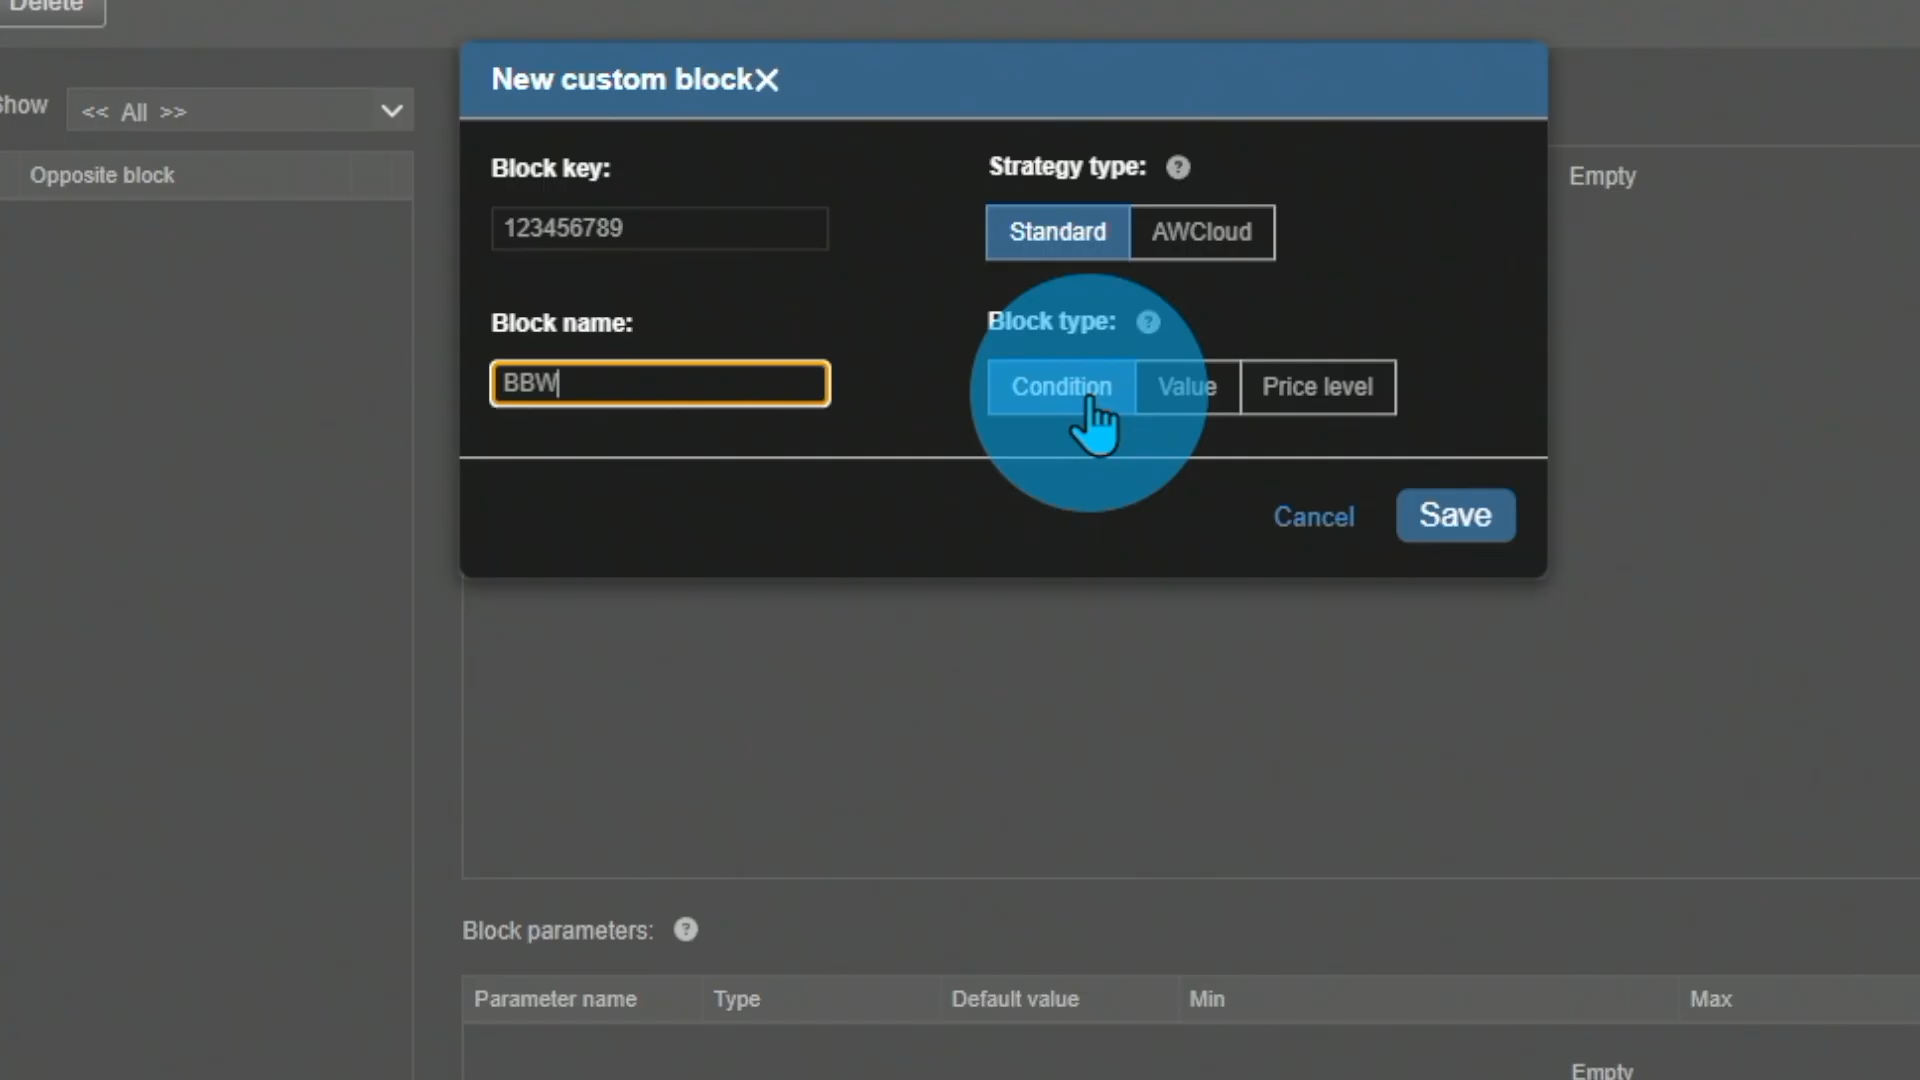 Delete
Show
<< All >>
Opposite block
New custom block
Block key:
123456789
Strategy type: ?
Standard
AWCloud
Block name:
BBW
Block type: ?
Condition
Value
Price level
Cancel
Save
Empty
Block parameters: ?
Parameter name
Type
Default value
Min
Max
Empty